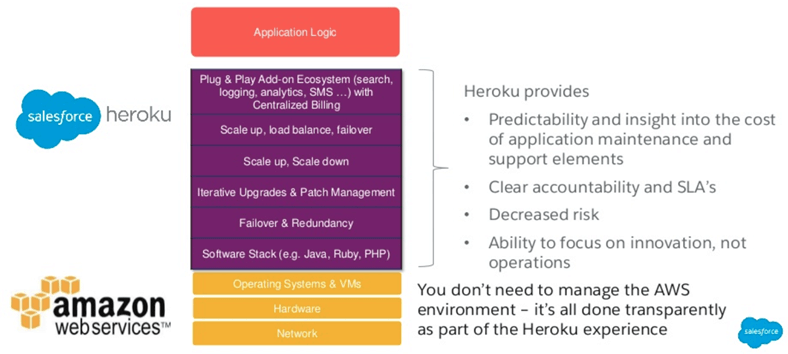 Application Logic
salesforce heroku
Plug & Play Add-on Ecosystem (search,
logging, analytics, SMS ...) with
Centralized Billing
Scale up, load balance, failover
Scale up, Scale down
Iterative Upgrades & Patch Management
Failover & Redundancy
Software Stack (e.g. Java, Ruby, PHP)
Heroku provides
• Predictability and insight into the cost
of application maintenance and
support elements
• Clear accountability and SLA's
• Decreased risk
• Ability to focus on innovation, not
operations
amazon
webservices™
Operating Systems & VMs
Hardware
Network
You don't need to manage the AWS
environment – it's all done transparently
as part of the Heroku experience
salesforce